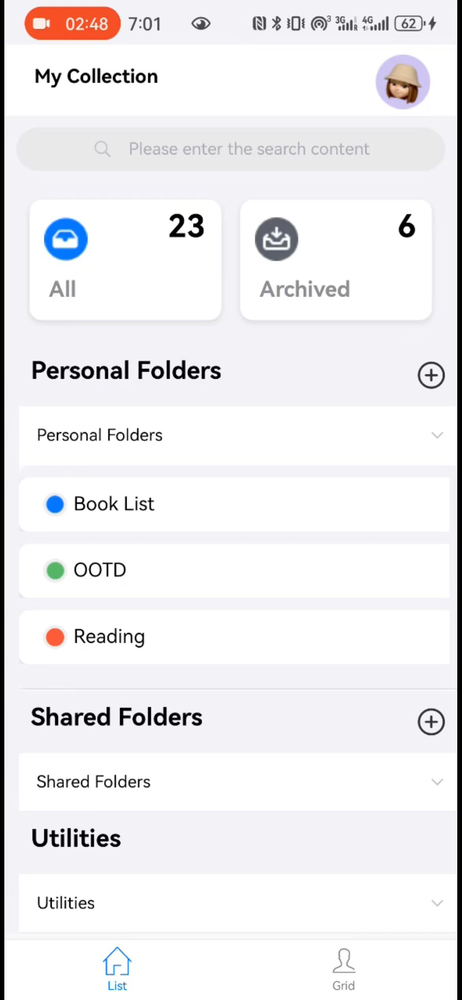 02:48 7:01 3 3G R 4G 62
My Collection
Please enter the search content
23
All
6
Archived
Personal Folders
Personal Folders
Book List
OOTD
Reading
Shared Folders
Shared Folders
Utilities
Utilities
List
Grid